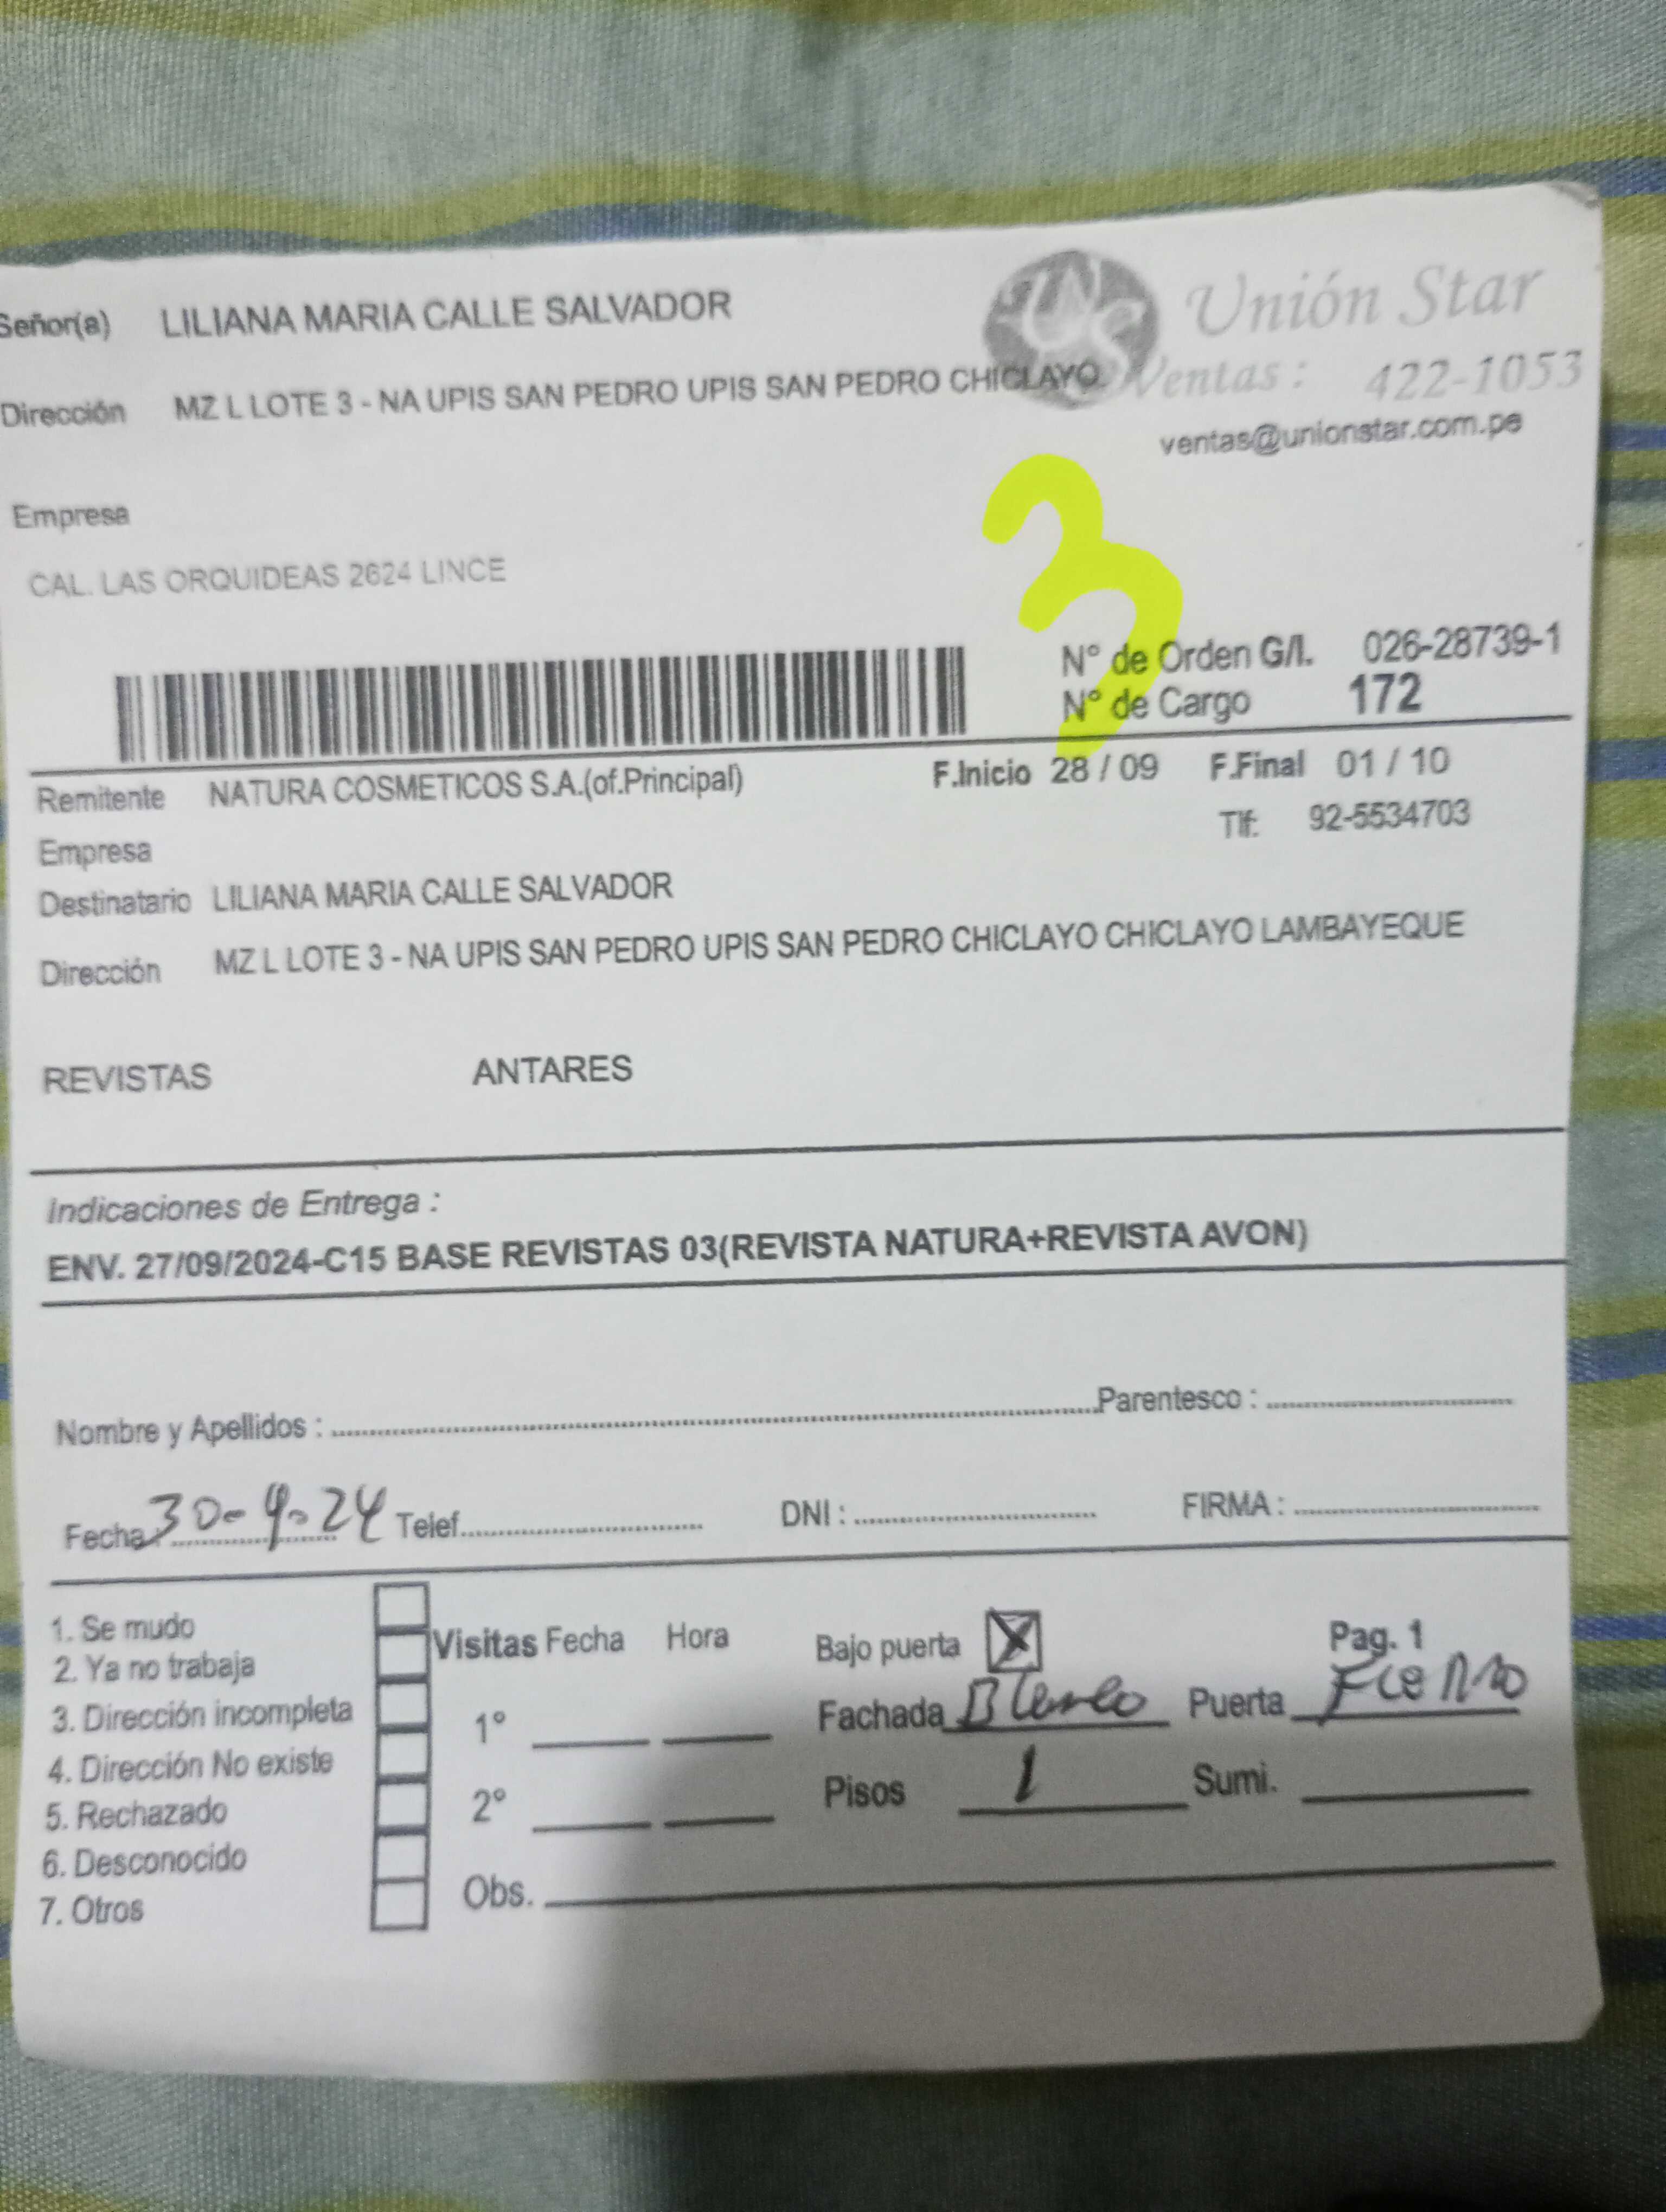 Señor(a) LILIANA MARIA CALLE SALVADOR
Unión Star
Dirección MZ L LOTE 3 - NA UPIS SAN PEDRO UPIS SAN PEDRO CHICLAYO
Ventas: 422-1053
ventas@unionstar.com.pe
Empresa
CAL. LAS ORQUIDEAS 2624 LINCE
3
N° de Orden G/I. 026-28739-1
N° de Cargo 172
Remitente NATURA COSMETICOS S.A.(of.Principal) F.Inicio 28 / 09 F.Final 01 / 10
Empresa Tlf: 92-5534703
Destinatario LILIANA MARIA CALLE SALVADOR
Dirección MZ L LOTE 3 - NA UPIS SAN PEDRO UPIS SAN PEDRO CHICLAYO CHICLAYO LAMBAYEQUE
REVISTAS ANTARES
Indicaciones de Entrega :
ENV. 27/09/2024-C15 BASE REVISTAS 03(REVISTA NATURA+REVISTA AVON)
Nombre y Apellidos : Parentesco :
Fecha: 30-9-24 Telef. DNI : FIRMA :
1. Se mudo
2. Ya no trabaja
3. Dirección incompleta
4. Dirección No existe
5. Rechazado
6. Desconocido
7. Otros
Visitas Fecha Hora
1°
2°
Obs.
Bajo puerta X Pag. 1
Fachada Blanco Puerta Fierro
Pisos 1 Sumi.